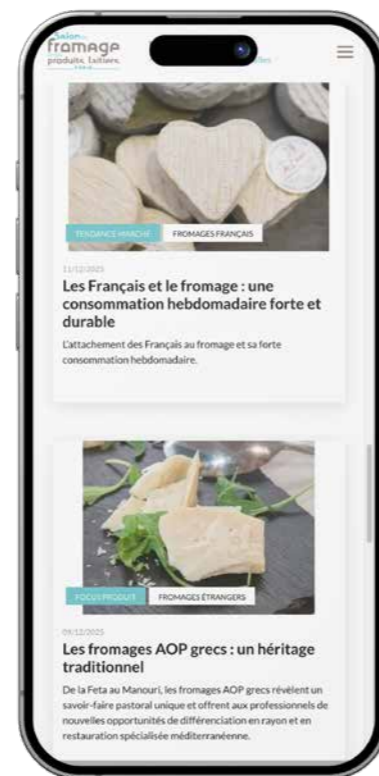 Salon du
fromage
produits laitiers
PARIS
TENDANCE MARCHÉ
FROMAGES FRANÇAIS
11/12/2025
Les Français et le fromage : une
consommation hebdomadaire forte et
durable
L'attachement des Français au fromage et sa forte
consommation hebdomadaire.
FOCUS PRODUIT
FROMAGES ÉTRANGERS
09/12/2025
Les fromages AOP grecs : un héritage
traditionnel
De la Feta au Manouri, les fromages AOP grecs révèlent un
savoir-faire pastoral unique et offrent aux professionnels de
nouvelles opportunités de différenciation en rayon et en
restauration spécialisée méditerranéenne.